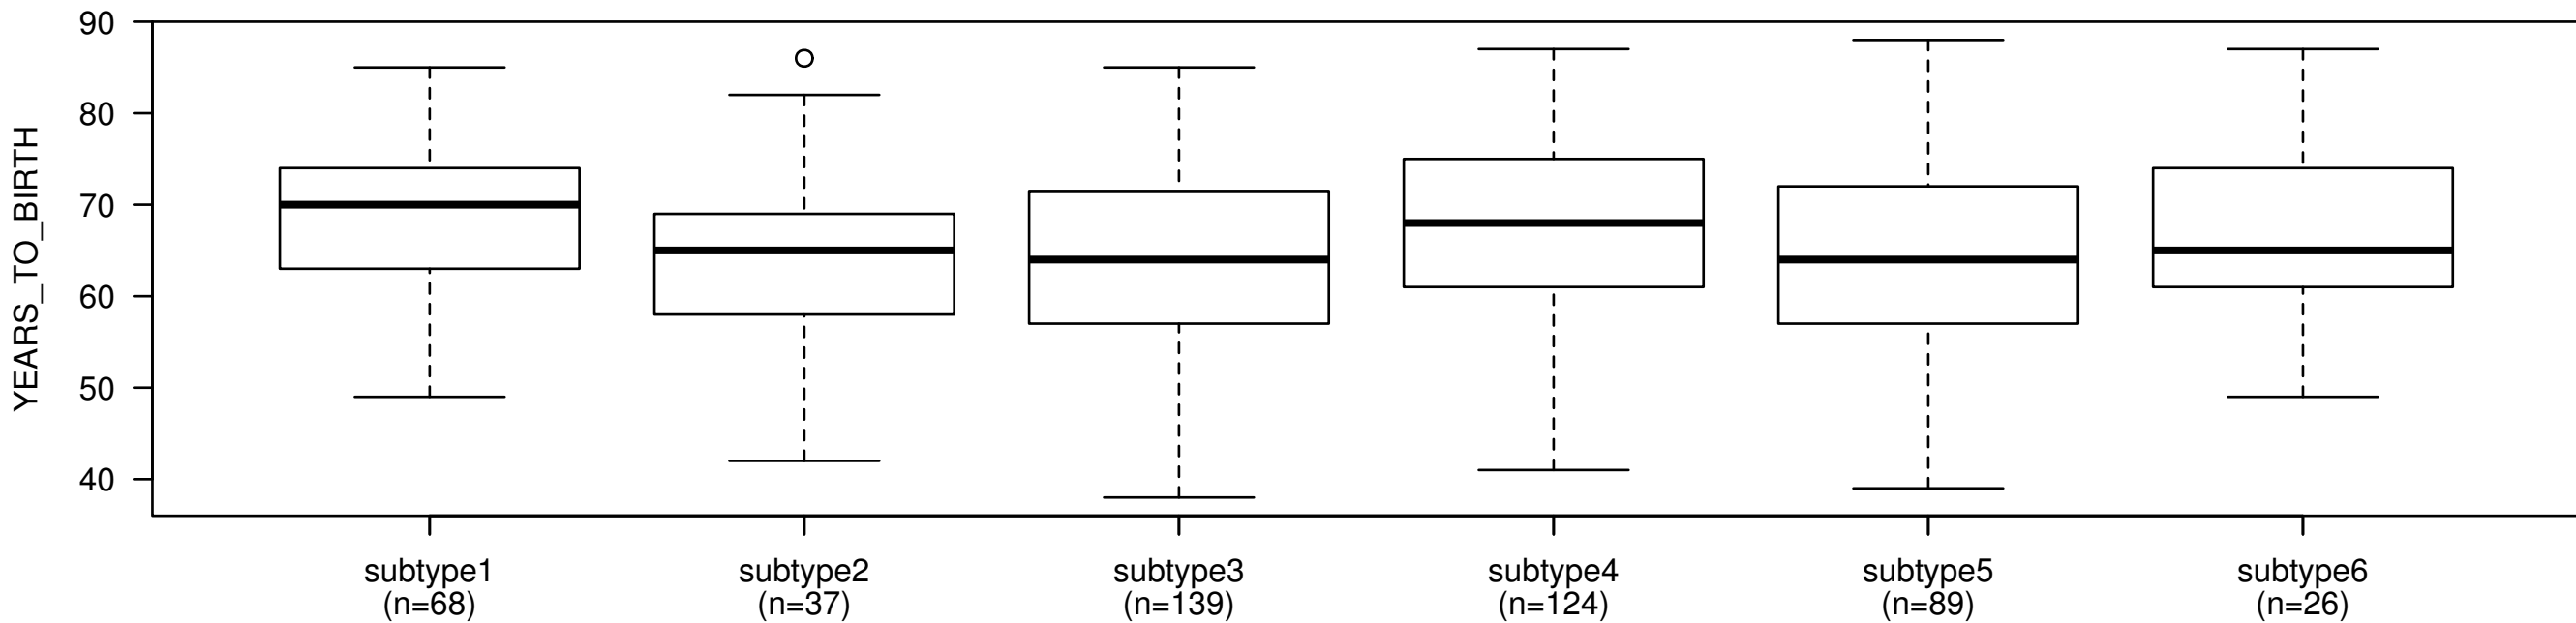 YEARS_TO_BIRTH
90
80
70
60
50
40
subtype1 subtype2 subtype3 subtype4 subtype5 subtype6
(n=68) (n=37) (n=139) (n=124) (n=89) (n=26)